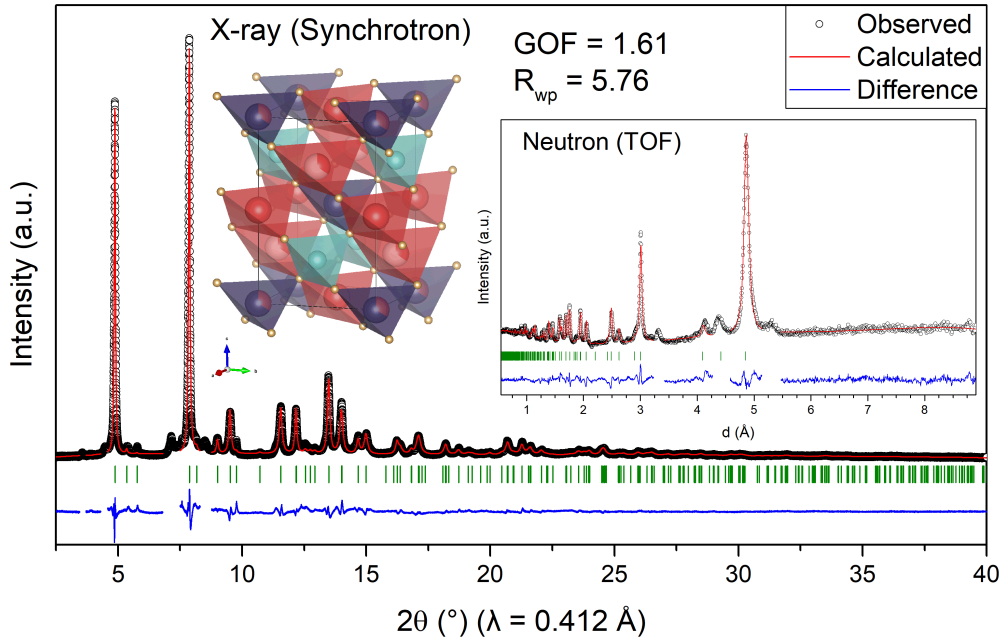 X-ray (Synchrotron)
GOF = 1.61
Rwp = 5.76
Observed
Calculated
Difference
Neutron (TOF)
Intensity (a.u.)
1 2 3 4 5 6 7 8
d (Å)
Intensity (a.u.)
5 10 15 20 25 30 35 40
2θ (°) (λ = 0.412 Å)